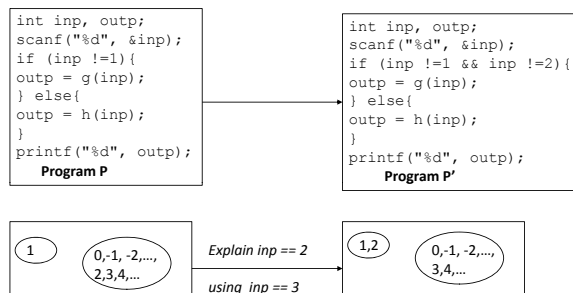 int inp, outp;
scanf("%d", &inp);
if (inp !=1){
outp = g(inp);
} else{
outp = h(inp);
}
printf("%d", outp);
Program P
int inp, outp;
scanf("%d", &inp);
if (inp !=1 && inp !=2){
outp = g(inp);
} else{
outp = h(inp);
}
printf("%d", outp);
Program P’
1
0,-1, -2,...,
2,3,4,...
Explain inp == 2
using inp == 3
1,2
0,-1, -2,...,
3,4,...